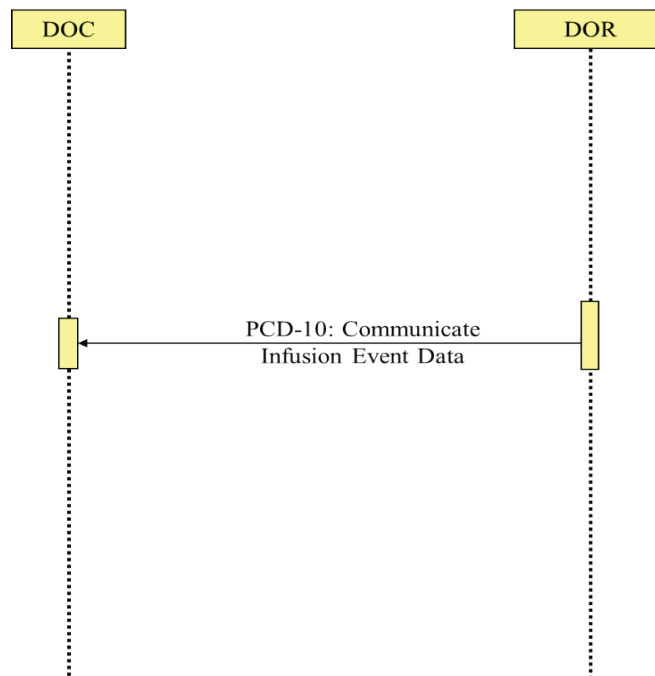 DOC
DOR
PCD-10: Communicate
Infusion Event Data